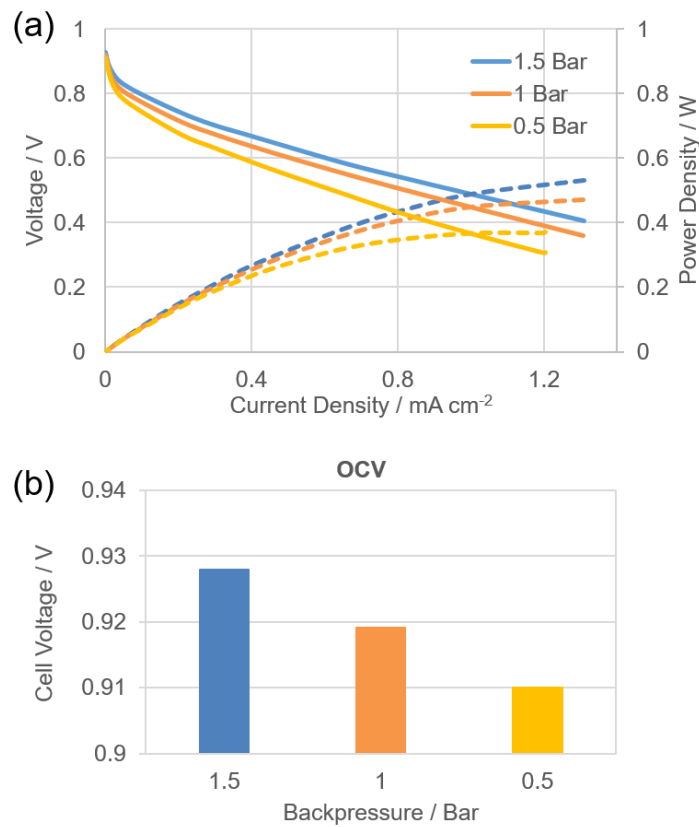 (a)
1
0.8
0.6
0.4
0.2
0
Voltage / V
0
0.4
0.8
1.2
Current Density / mA cm⁻²
1
0.8
0.6
0.4
0.2
0
Power Density / W
1.5 Bar
1 Bar
0.5 Bar
(b)
OCV
0.94
0.93
0.92
0.91
0.9
Cell Voltage / V
1.5
1
0.5
Backpressure / Bar